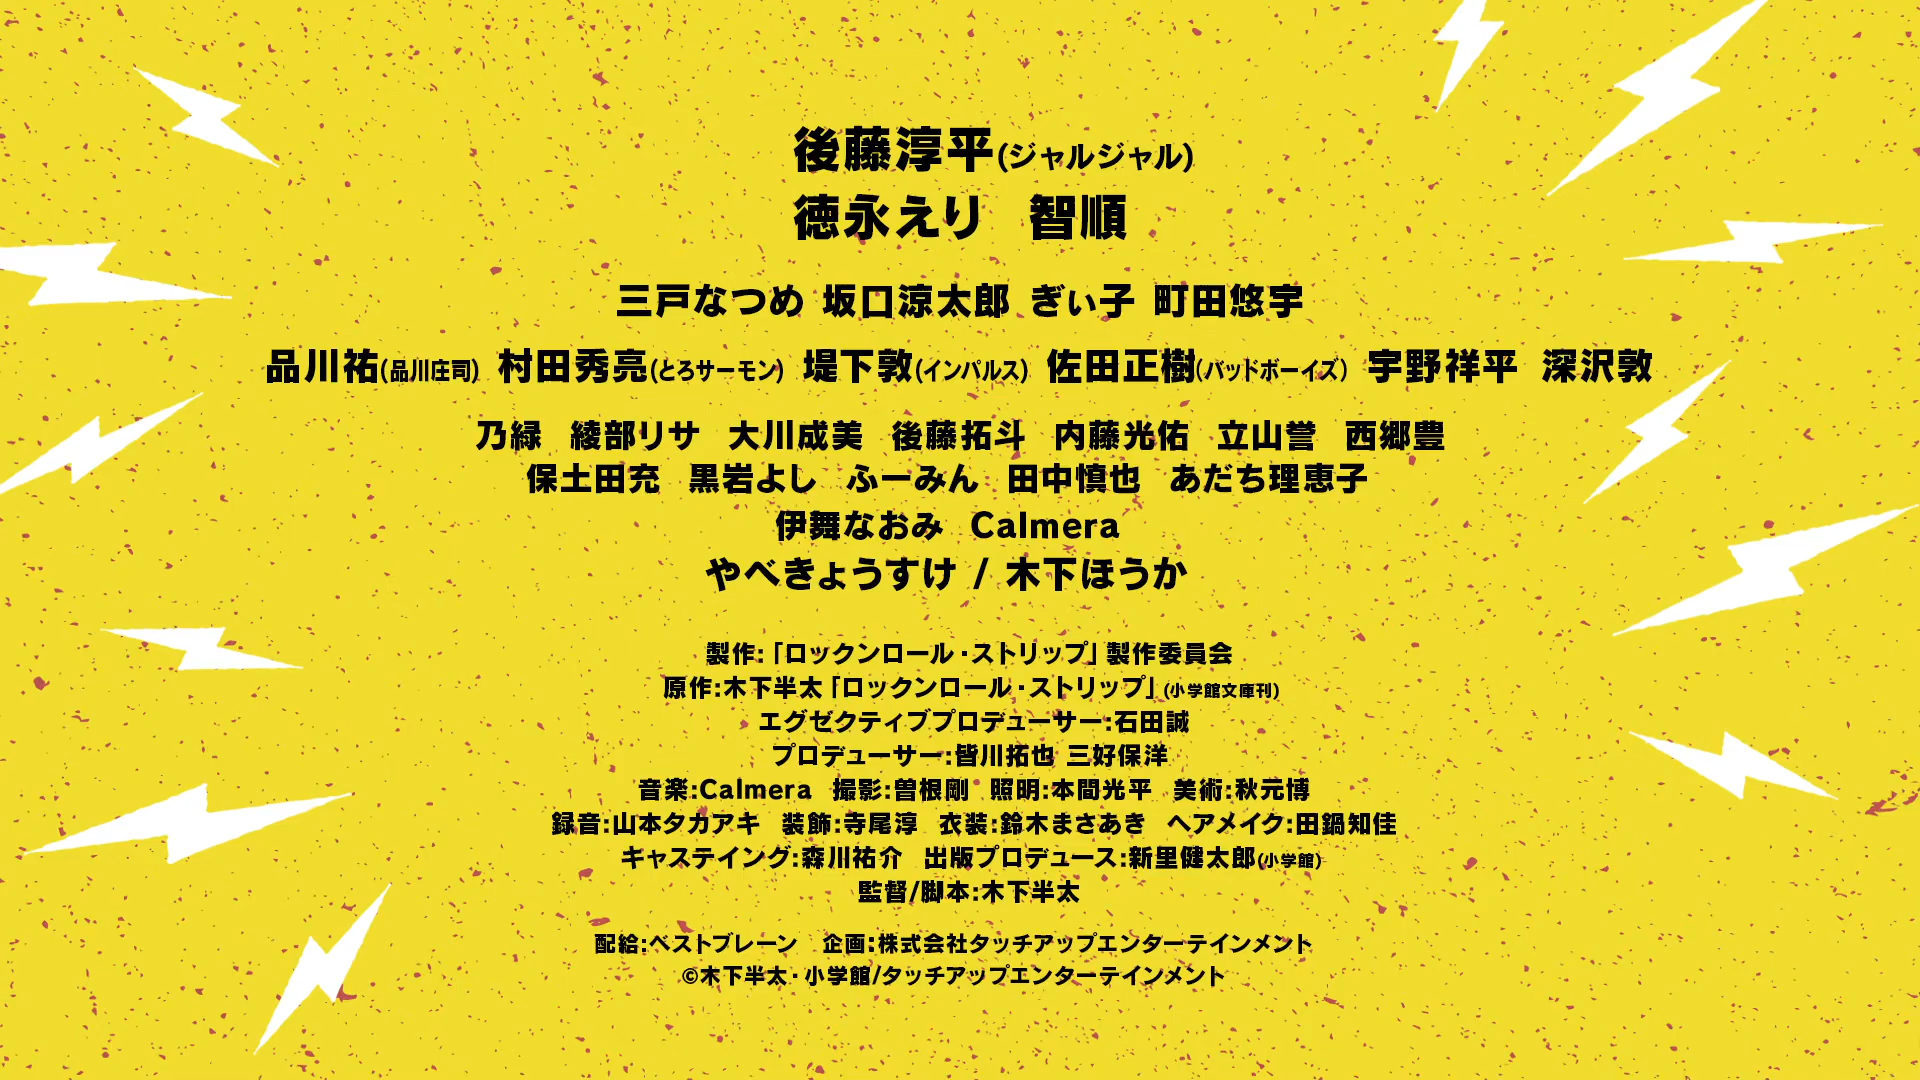 後藤淳平(ジャルジャル)
徳永えり 智順
三戸なつめ 坂口涼太郎 ぎぃ子 町田悠宇
品川祐(品川庄司) 村田秀亮(とろサーモン) 堤下敦(インパルス) 佐田正樹(バッドボーイズ) 宇野祥平 深沢敦
乃緑 綾部リサ 大川成美 後藤拓斗 内藤光佑 立山誉 西郷豊
保土田充 黒岩よし ふーみん 田中慎也 あだち理恵子
伊舞なおみ Calmera
やべきょうすけ / 木下ほうか
製作:「ロックンロール・ストリップ」製作委員会
原作:木下半太「ロックンロール・ストリップ」(小学館文庫刊)
エグゼクティブプロデューサー:石田誠
プロデューサー:皆川拓也 三好保洋
音楽:Calmera 撮影:曽根剛 照明:本間光平 美術:秋元博
録音:山本タカアキ 装飾:寺尾淳 衣装:鈴木まさあき ヘアメイク:田鍋知佳
キャステイング:森川祐介 出版プロデュース:新里健太郎(小学館)
監督/脚本:木下半太
配給:ベストブレーン 企画:株式会社タッチアップエンターテインメント
©木下半太・小学館/タッチアップエンターテインメント